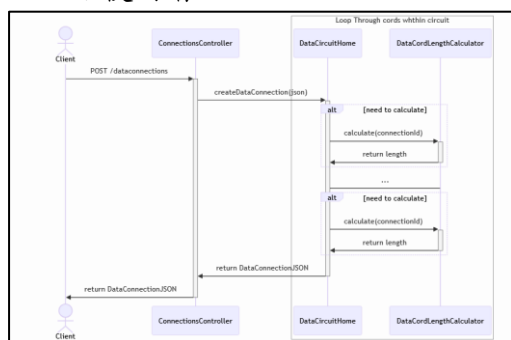 Loop Through cords whthin circuit
Client
ConnectionsController
DataCircuitHome
DataCordLengthCalculator
POST /dataconnections
createDataConnection(json)
alt [need to calculate]
calculate(connectionId)
return length
...
alt [need to calculate]
calculate(connectionId)
return length
return DataConnectionJSON
return DataConnectionJSON
Client
ConnectionsController
DataCircuitHome
DataCordLengthCalculator